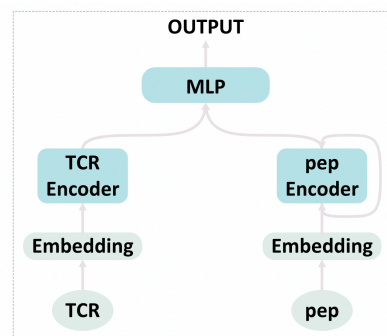 OUTPUT
MLP
TCR
Encoder
pep
Encoder
Embedding
Embedding
TCR
pep